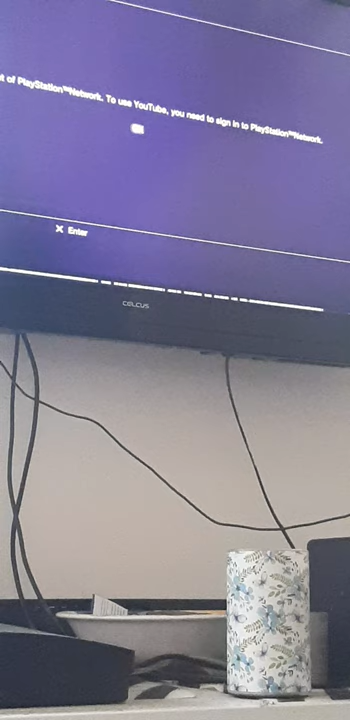 t of PlayStation™Network. To use YouTube, you need to sign in to PlayStation™Network.
Enter
CELCUS